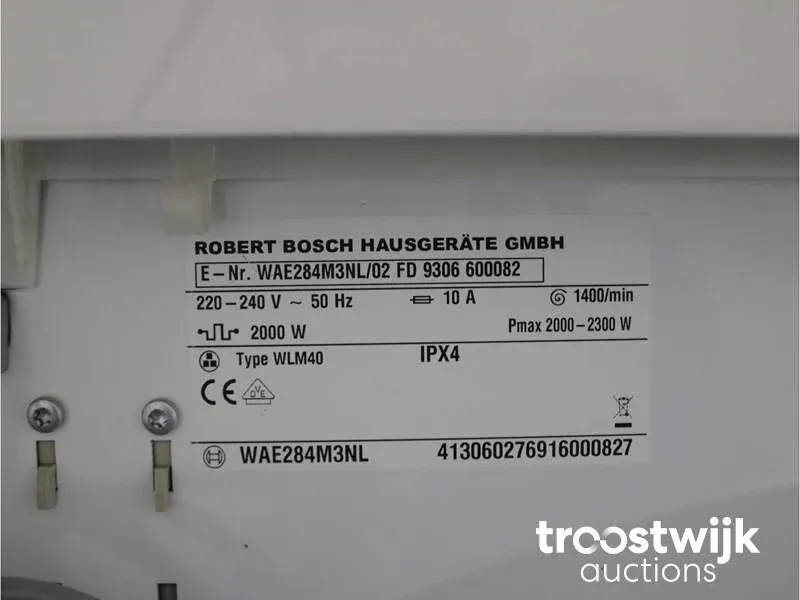 ROBERT BOSCH HAUSGERÄTE GMBH
E-Nr. WAE284M3NL/02 FD 9306 600082
220-240 V ~ 50 Hz 10 A 1400/min
2000 W Pmax 2000-2300 W
Type WLM40 IPX4
CE DVE
WAE284M3NL 413060276916000827
troostwijk
auctions